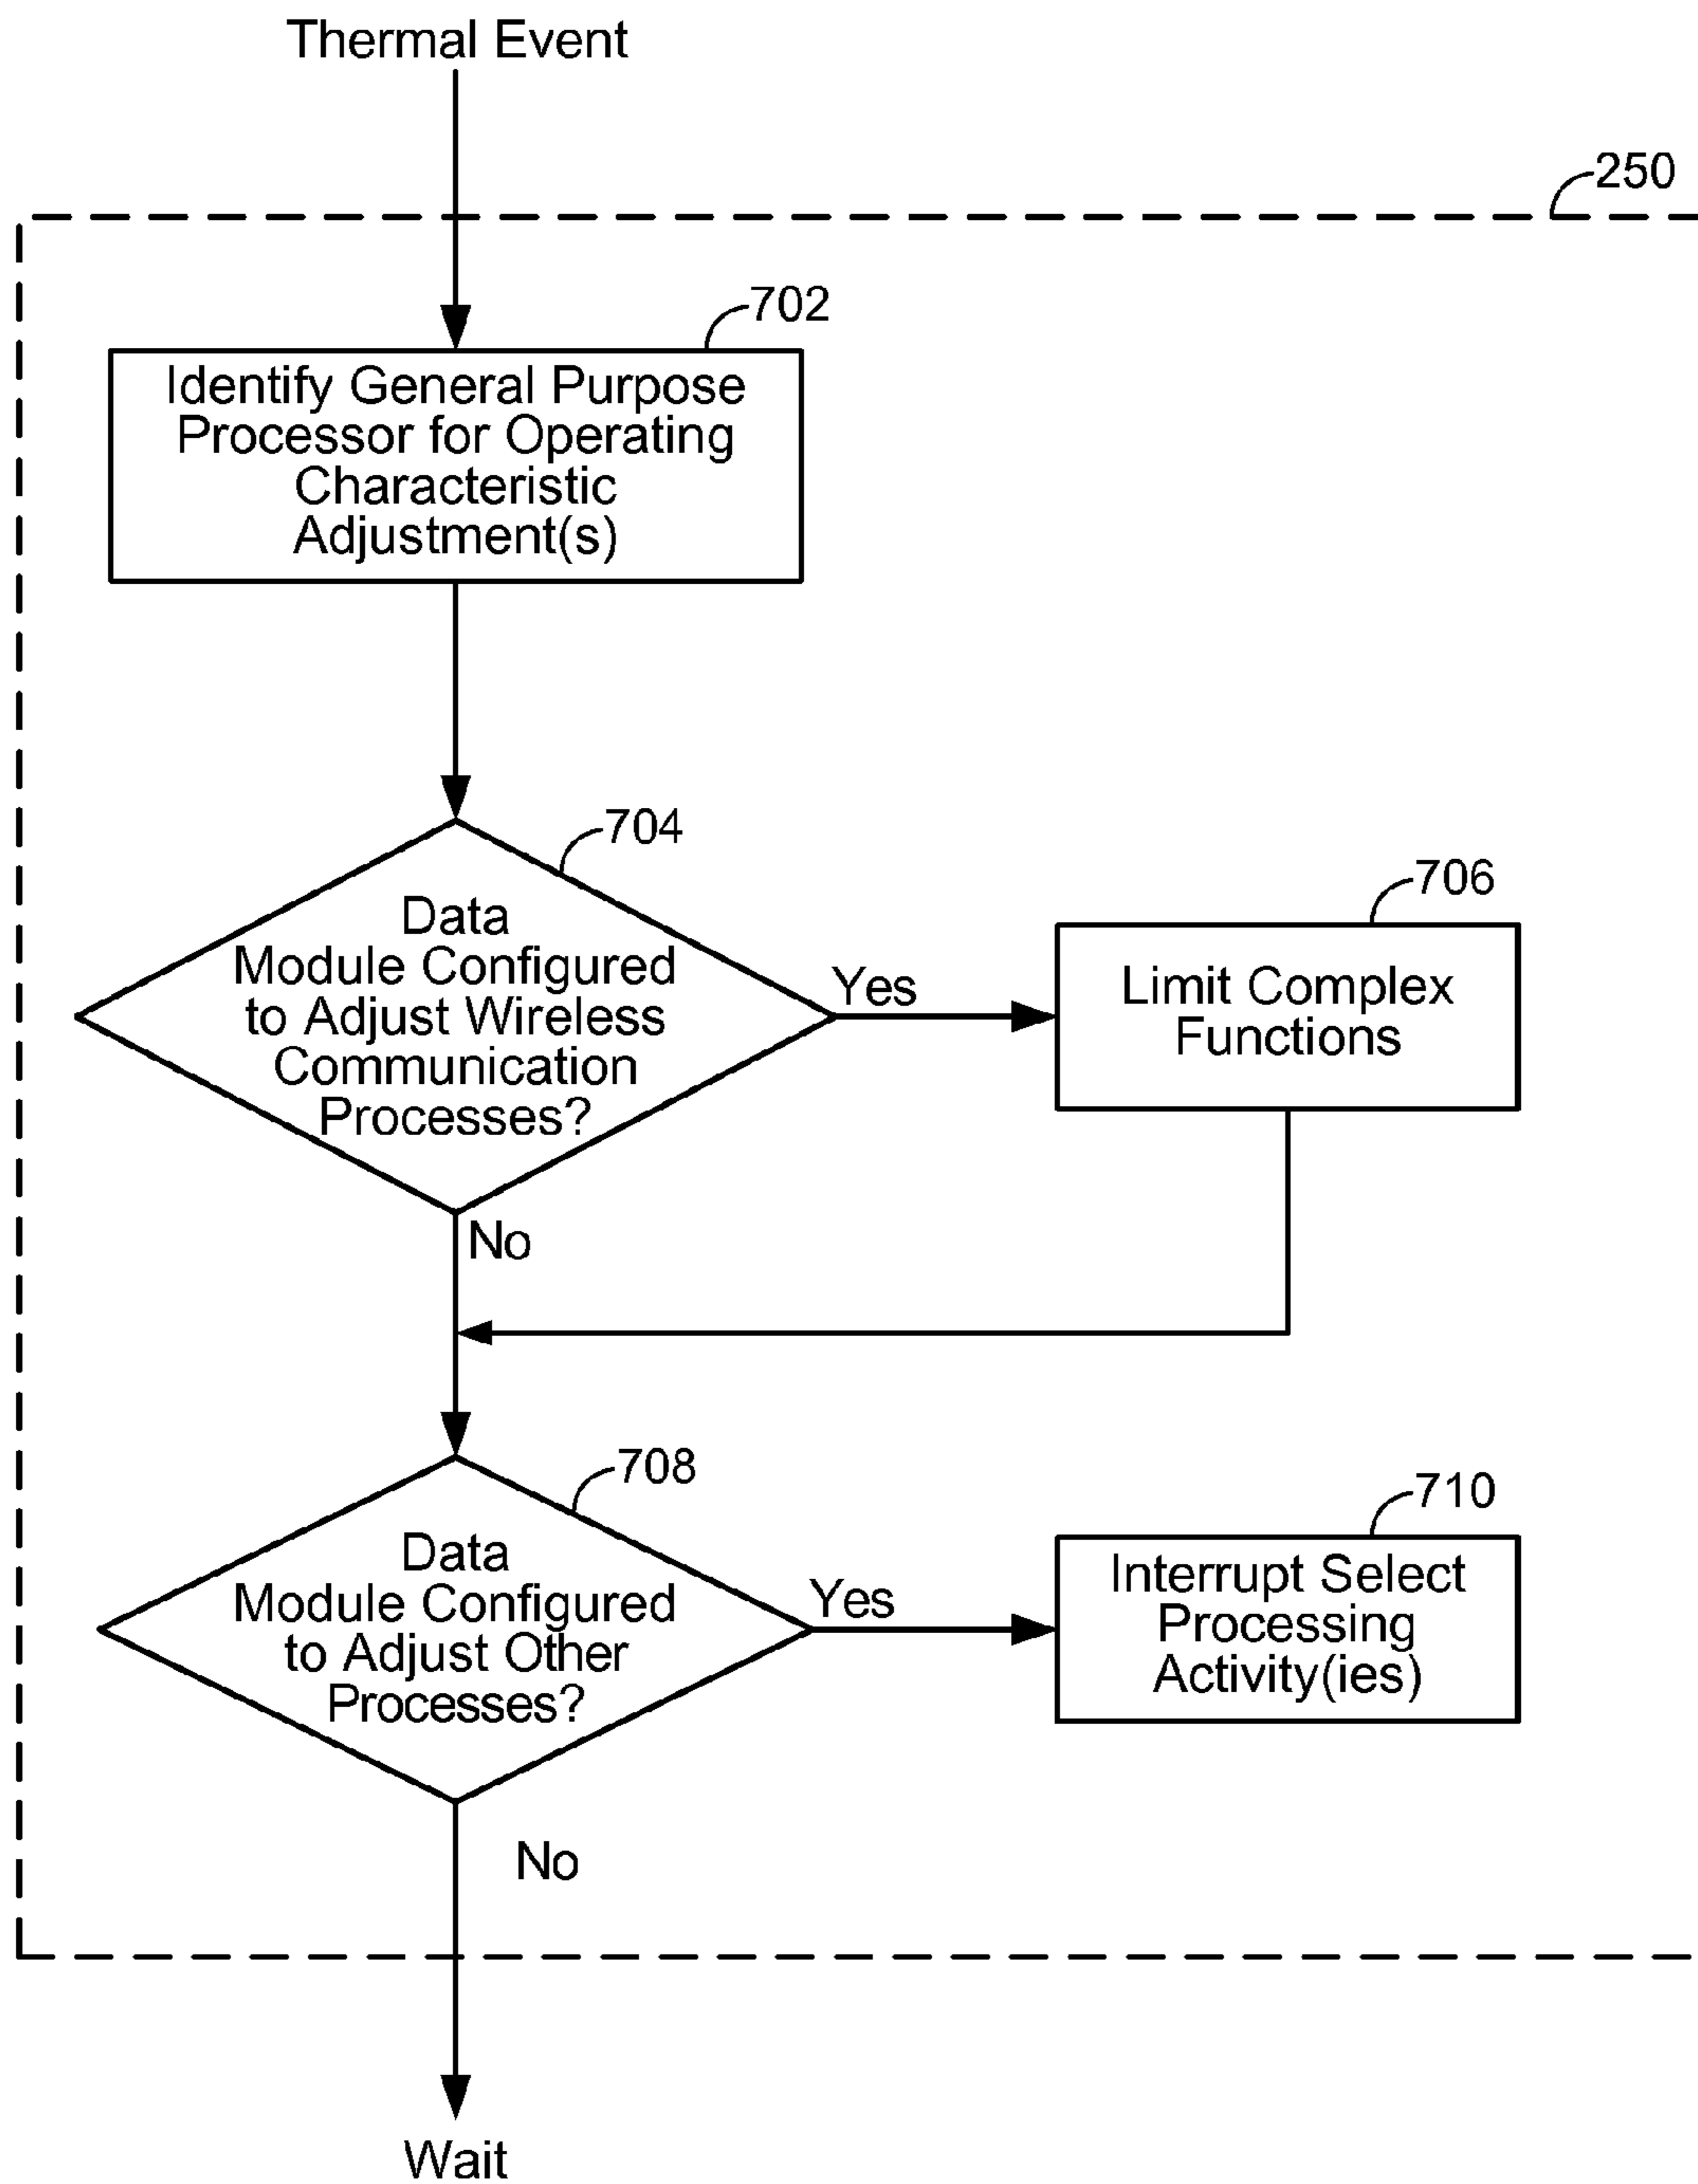 Thermal Event
250
702
Identify General Purpose
Processor for Operating
Characteristic
Adjustment(s)
704
Data
Module Configured
to Adjust Wireless
Communication
Processes?
Yes
706
Limit Complex
Functions
No
708
Data
Module Configured
to Adjust Other
Processes?
Yes
710
Interrupt Select
Processing
Activity(ies)
No
Wait